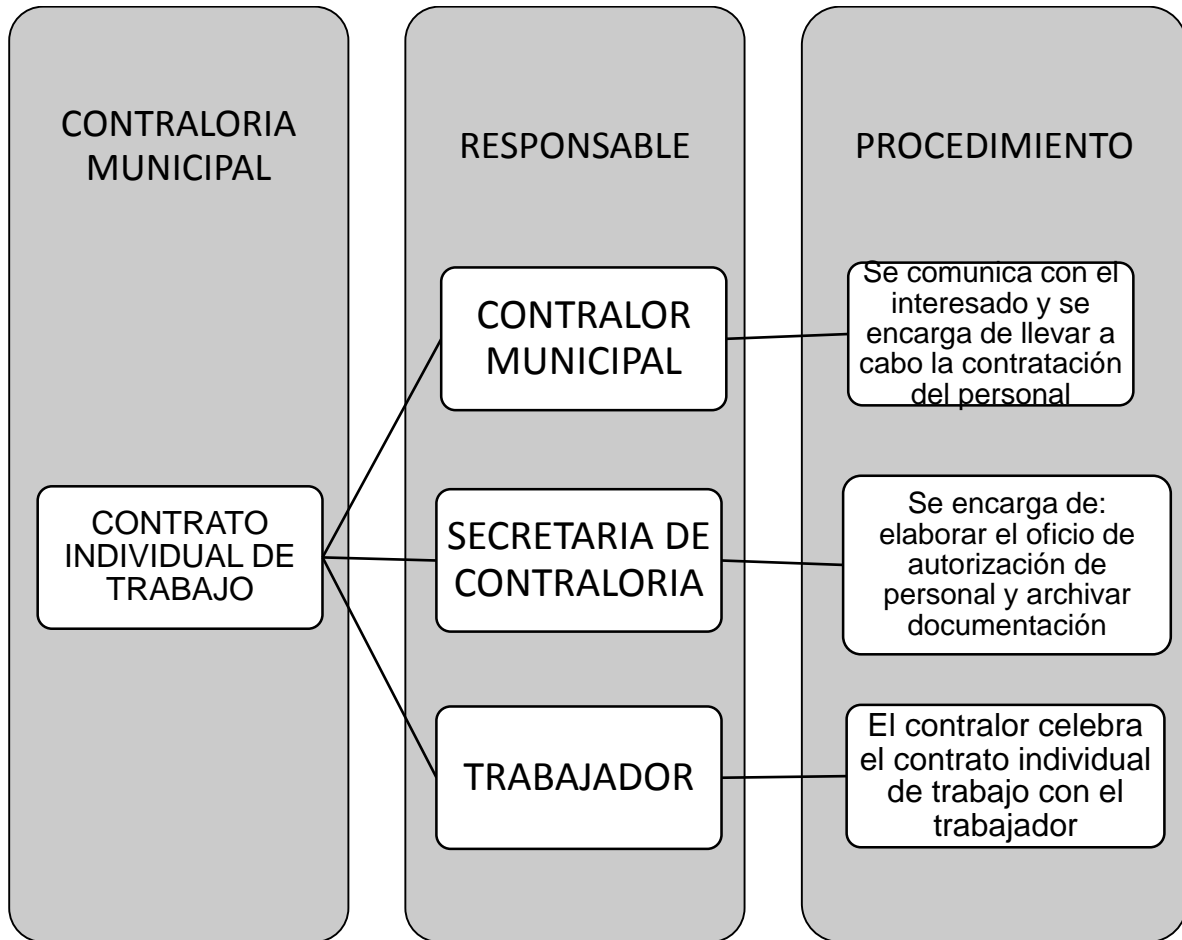 CONTRALORIA
MUNICIPAL
RESPONSABLE
PROCEDIMIENTO
CONTRATO
INDIVIDUAL DE
TRABAJO
CONTRALOR
MUNICIPAL
Se comunica con el
interesado y se
encarga de llevar a
cabo la contratación
del personal
SECRETARIA DE
CONTRALORIA
Se encarga de:
elaborar el oficio de
autorización de
personal y archivar
documentación
TRABAJADOR
El contralor celebra
el contrato individual
de trabajo con el
trabajador